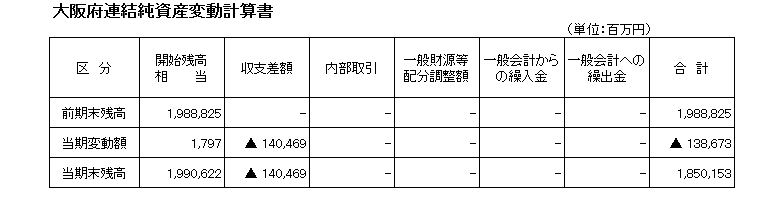 大阪府連結純資産変動計算書
（単位：百万円）
区 分 開始残高相 当 収支差額 内部取引 一般財源等配分調整額 一般会計からの繰入金 一般会計への繰出金 合 計
前期末残高 1,988,825 － － － － － 1,988,825
当期変動額 1,797 ▲ 140,469 － － － － ▲ 138,673
当期末残高 1,990,622 ▲ 140,469 － － － － 1,850,153